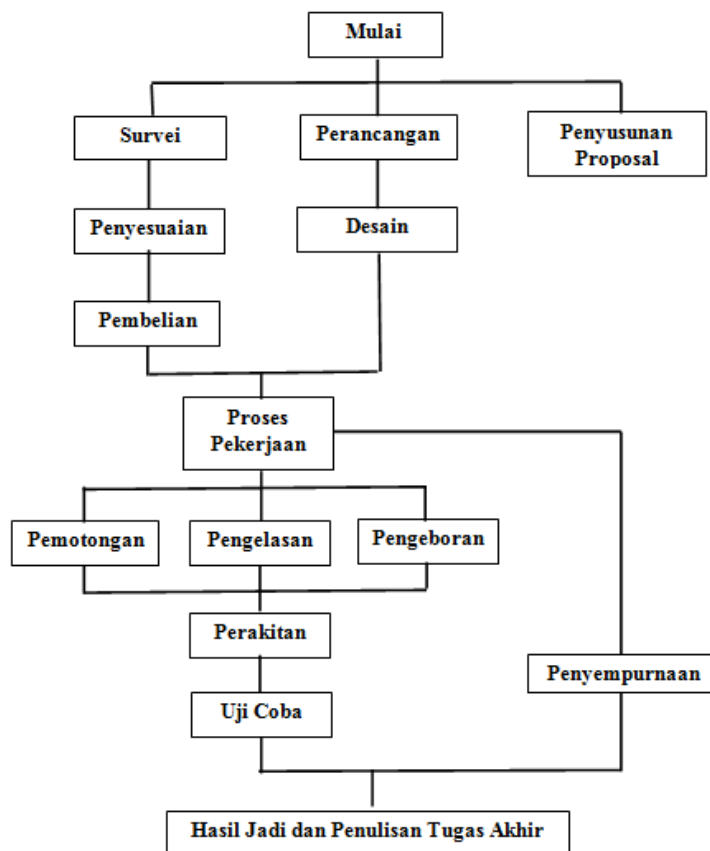 Mulai
Survei
Perancangan
Penyusunan
Proposal
Penyesuaian
Desain
Pembelian
Proses
Pekerjaan
Pemotongan
Pengelasan
Pengeboran
Perakitan
Penyempurnaan
Uji Coba
Hasil Jadi dan Penulisan Tugas Akhir